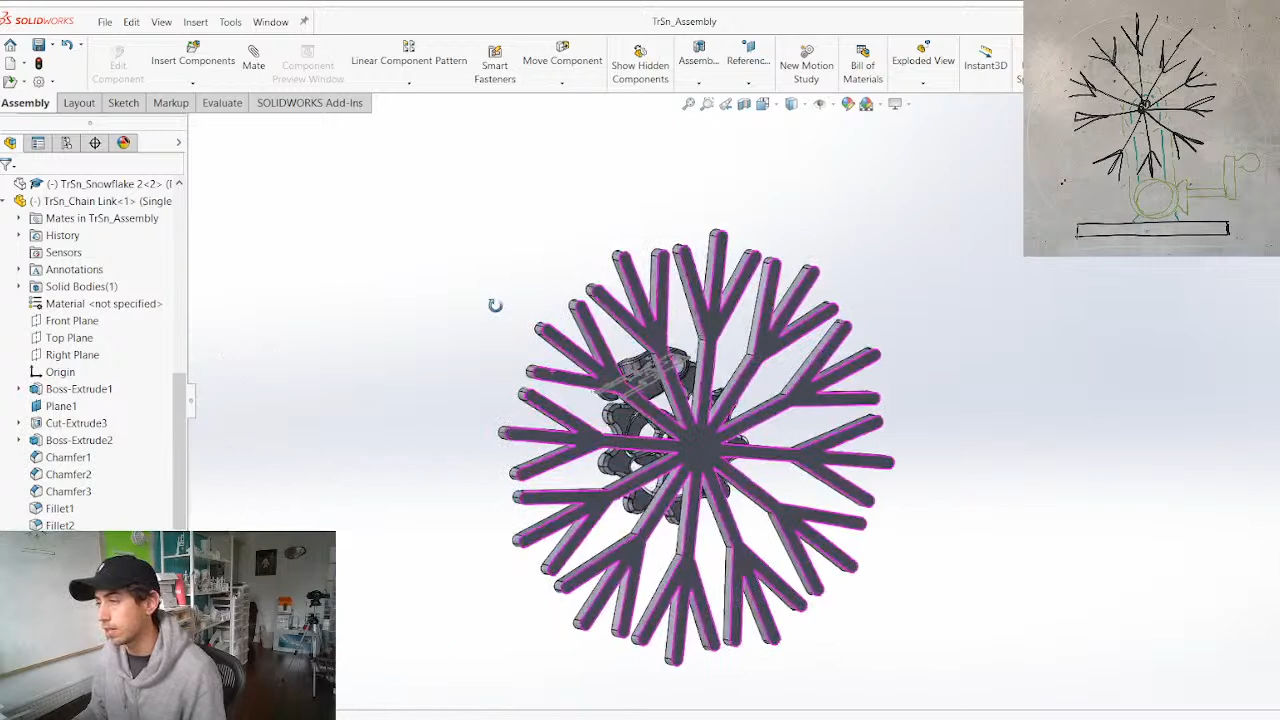 SOLIDWORKS File Edit View Insert Tools Window TrSn_Assembly
Edit Component
Insert Components
Mate
Component Preview Window
Linear Component Pattern
Smart Fasteners
Move Component
Show Hidden Components
Assemb...
Referenc...
New Motion Study
Bill of Materials
Exploded View
Instant3D
Assembly Layout Sketch Markup Evaluate SOLIDWORKS Add-Ins
(-) TrSn_Snowflake 2<2> (
(-) TrSn_Chain Link<1> (Single
Mates in TrSn_Assembly
History
Sensors
Annotations
Solid Bodies(1)
Material <not specified>
Front Plane
Top Plane
Right Plane
Origin
Boss-Extrude1
Plane1
Cut-Extrude3
Boss-Extrude2
Chamfer1
Chamfer2
Chamfer3
Fillet1
Fillet2